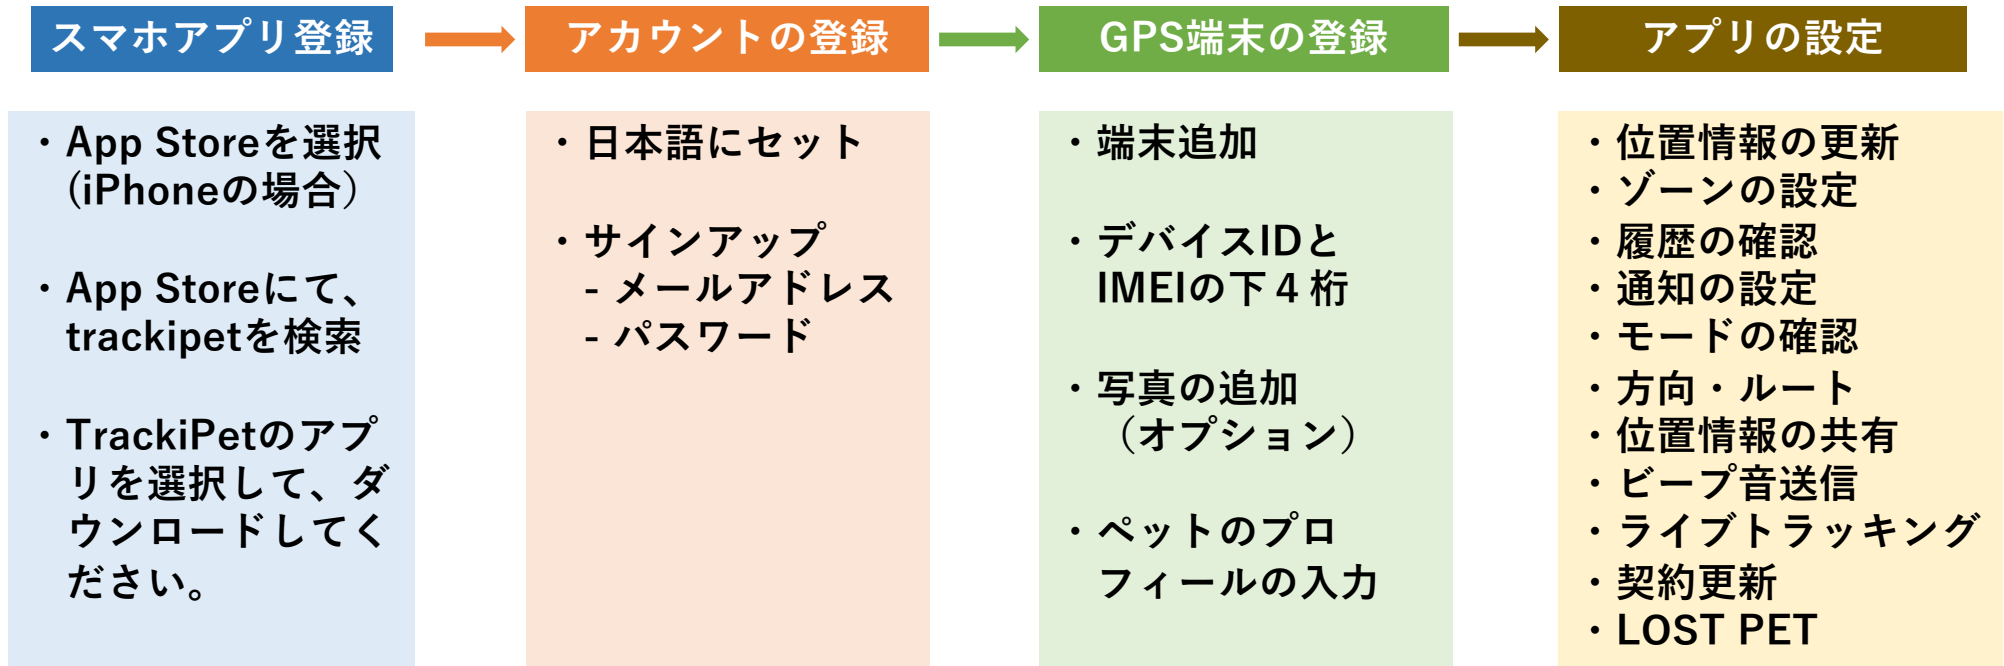 スマホアプリ登録
アカウントの登録
GPS端末の登録
アプリの設定
・App Storeを選択
(iPhoneの場合）
・App Storeにて、
trackipetを検索
・TrackiPetのアプ
リを選択して、ダ
ウンロードしてく
ださい。
・日本語にセット
・サインアップ
- メールアドレス
- パスワード
・端末追加
・デバイスIDと
IMEIの下４桁
・写真の追加
（オプション）
・ペットのプロ
フィールの入力
・位置情報の更新
・ゾーンの設定
・履歴の確認
・通知の設定
・モードの確認
・方向・ルート
・位置情報の共有
・ビープ音送信
・ライブトラッキング
・契約更新
・LOST PET